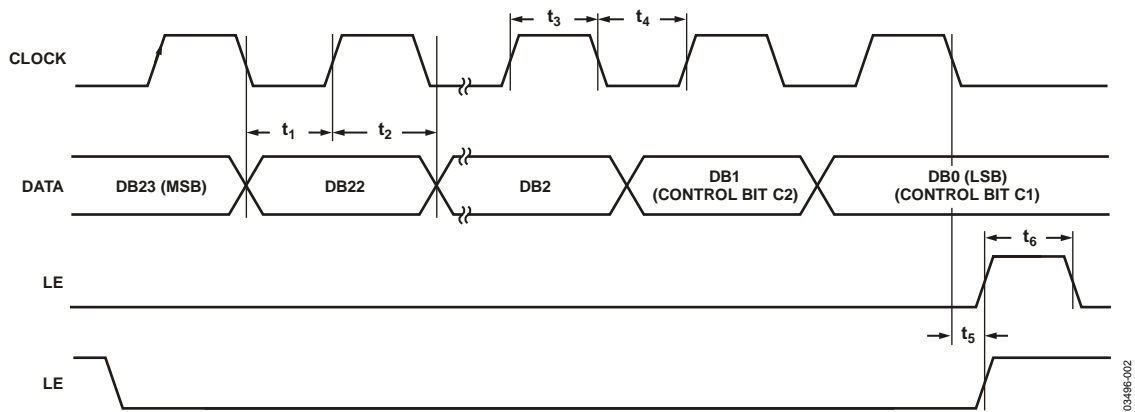 t3 t4
CLOCK
t1 t2
DATA
DB23 (MSB)
DB22
DB2
DB1
(CONTROL BIT C2)
DB0 (LSB)
(CONTROL BIT C1)
t6
LE
t5
LE
03496-002